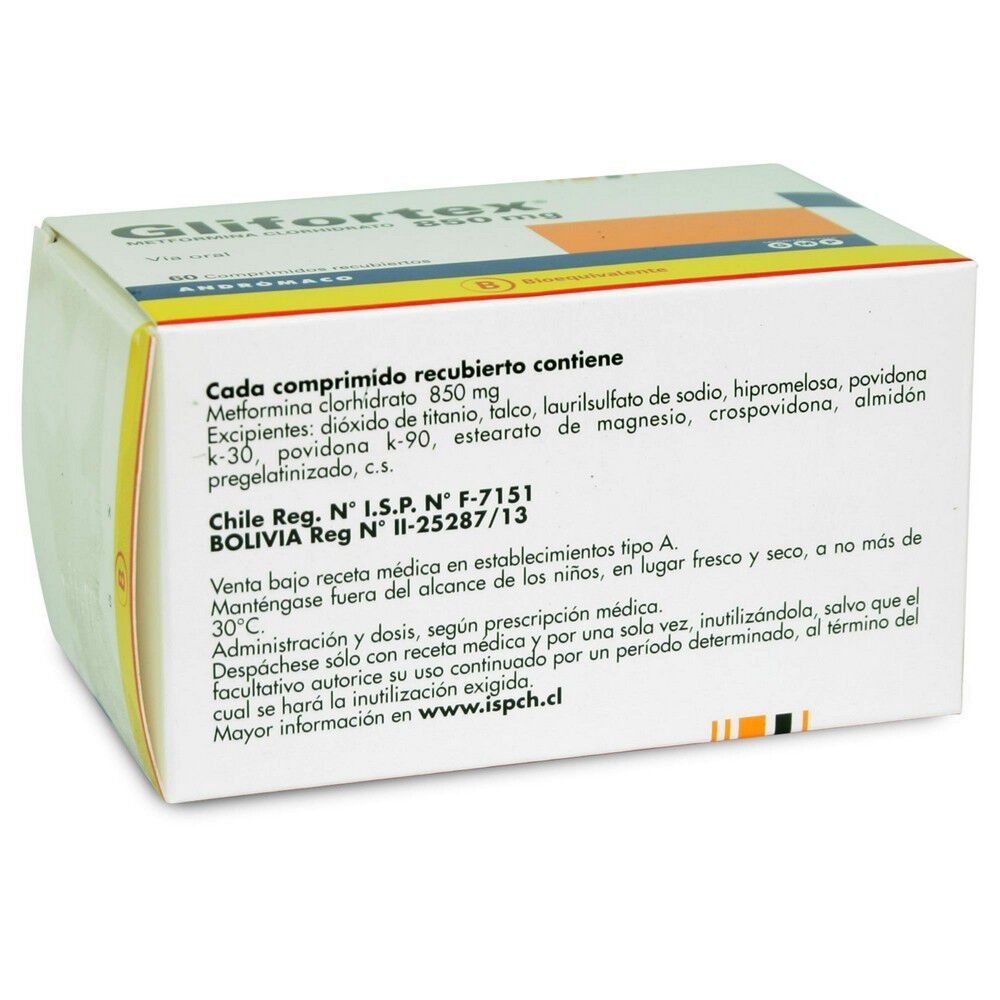 Glifortex®
METFORMINA CLORHIDRATO 850 mg
Vía oral
60 Comprimidos recubiertos
ANDRÓMACO
B Bioequivalente
Cada comprimido recubierto contiene
Metformina clorhidrato 850 mg
Excipientes: dióxido de titanio, talco, laurilsulfato de sodio, hipromelosa, povidona
k-30, povidona k-90, estearato de magnesio, crospovidona, almidón
pregelatinizado, c.s.
Chile Reg. N° I.S.P. N° F-7151
BOLIVIA Reg N° II-25287/13
Venta bajo receta médica en establecimientos tipo A.
Manténgase fuera del alcance de los niños, en lugar fresco y seco, a no más de
30°C.
Administración y dosis, según prescripción médica.
Despáchese sólo con receta médica y por una sola vez, inutilizándola, salvo que el
facultativo autorice su uso continuado por un período determinado, al término del
cual se hará la inutilización exigida.
Mayor información en www.ispch.cl
B